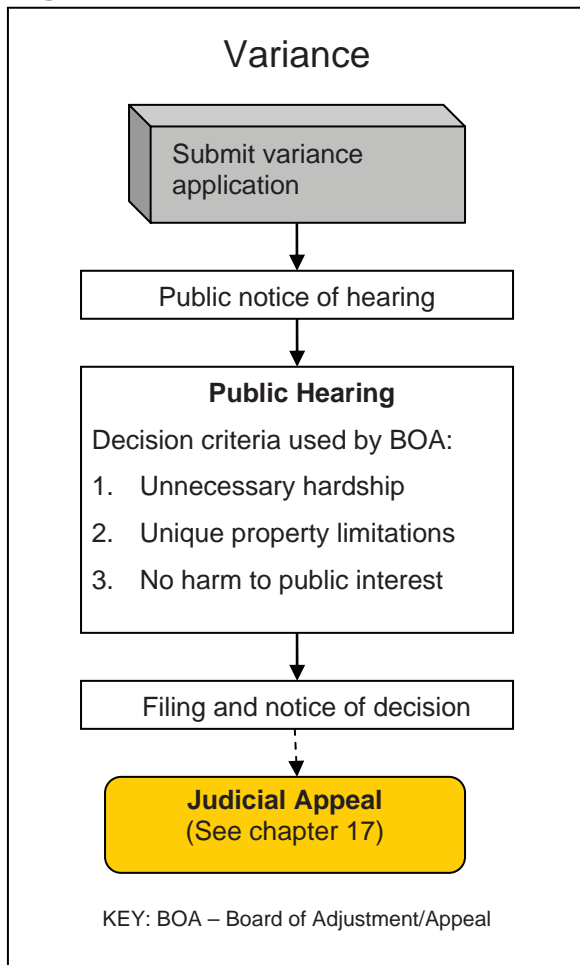 Variance
Submit variance
application
Public notice of hearing
Public Hearing
Decision criteria used by BOA:
1. Unnecessary hardship
2. Unique property limitations
3. No harm to public interest
Filing and notice of decision
Judicial Appeal
(See chapter 17)
KEY: BOA – Board of Adjustment/Appeal